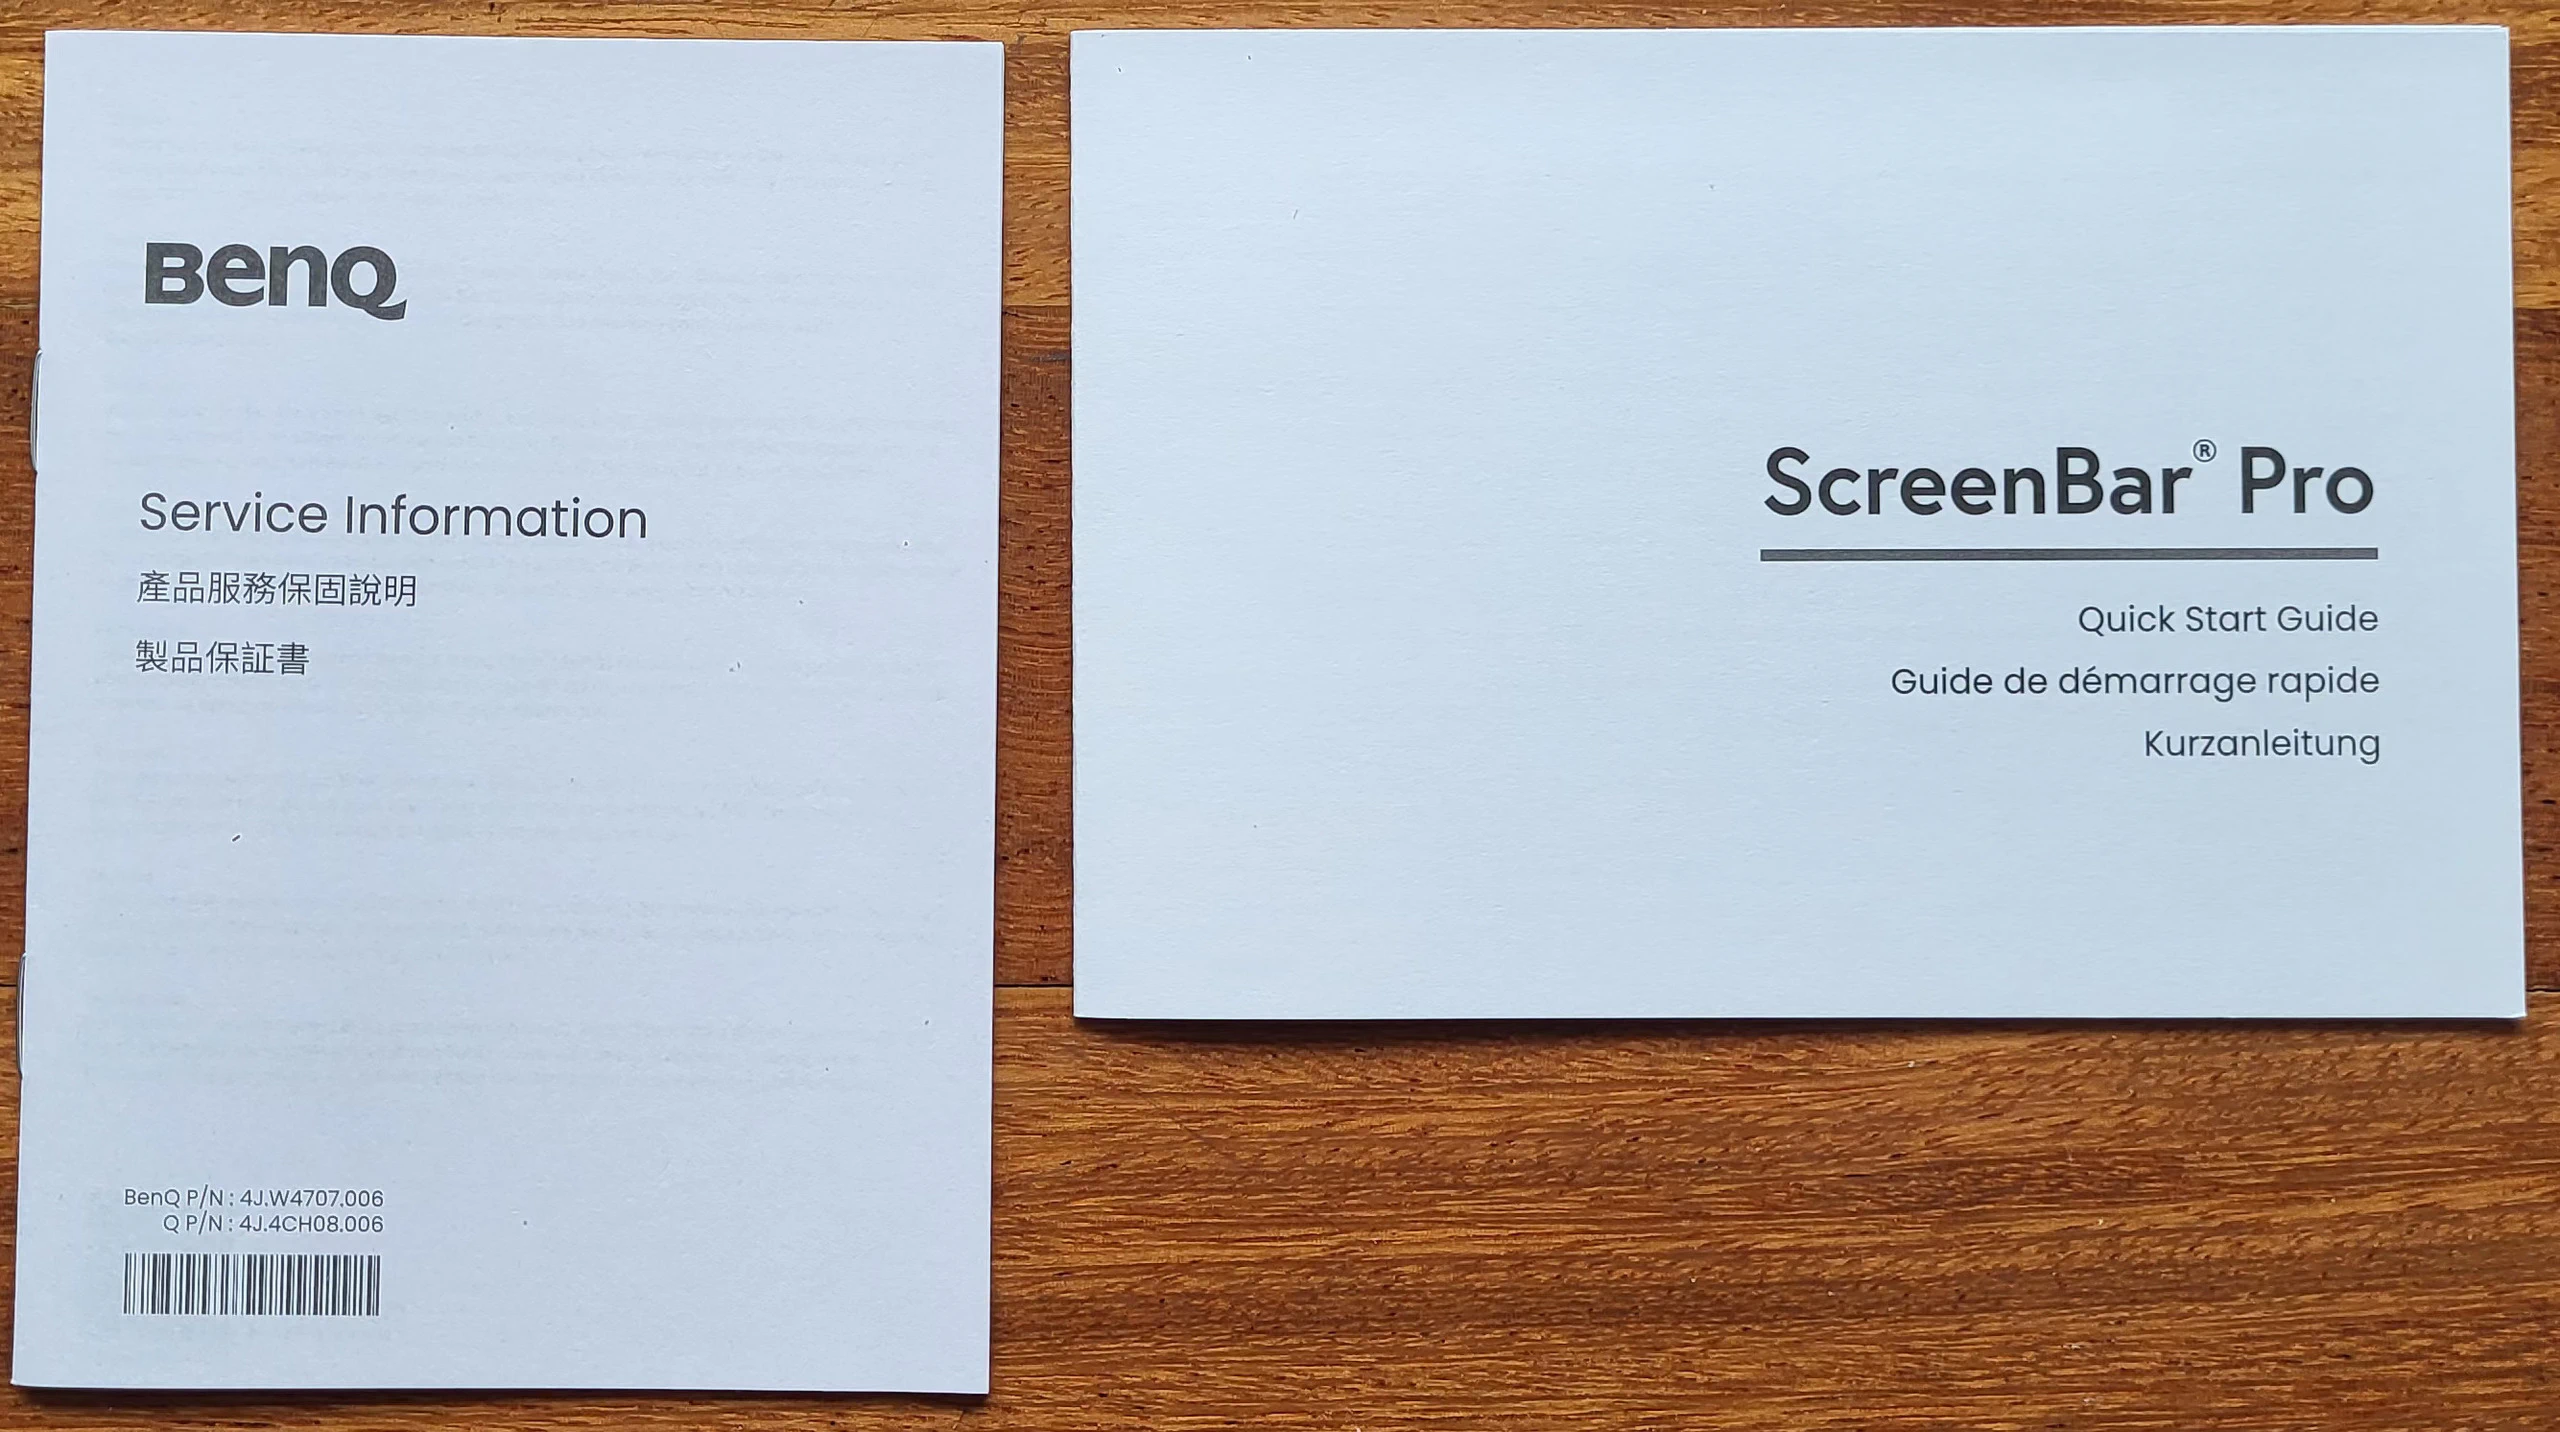 BenQ
Service Information
產品服務保固說明
製品保証書
BenQ P/N : 4J.W4707.006
Q P/N : 4J.4CH08.006
ScreenBar® Pro
Quick Start Guide
Guide de démarrage rapide
Kurzanleitung